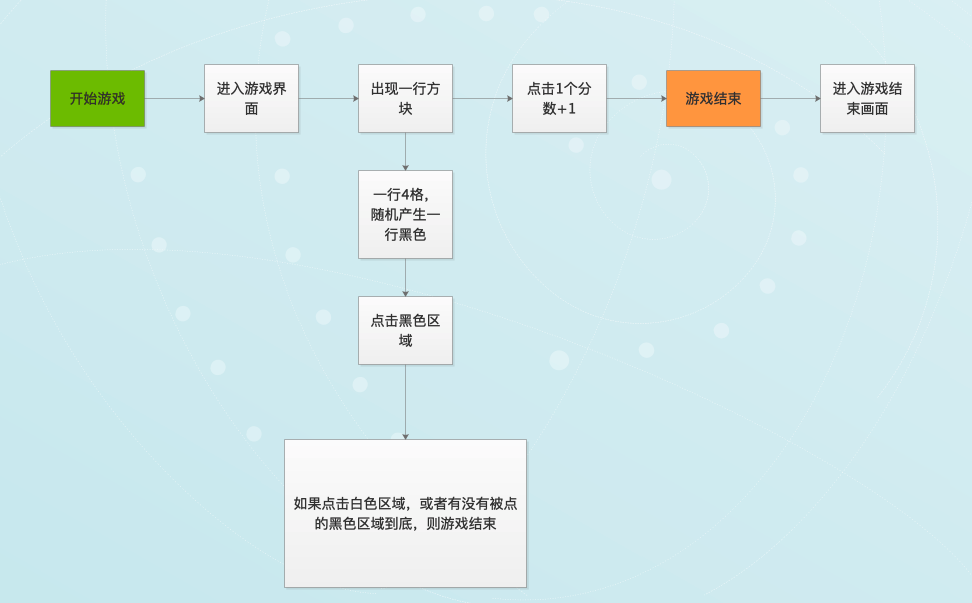 开始游戏
进入游戏界
面
出现一行方
块
点击1个分
数+1
游戏结束
进入游戏结
束画面
一行4格，
随机产生一
行黑色
点击黑色区
域
如果点击白色区域，或者有没有被点
的黑色区域到底，则游戏结束